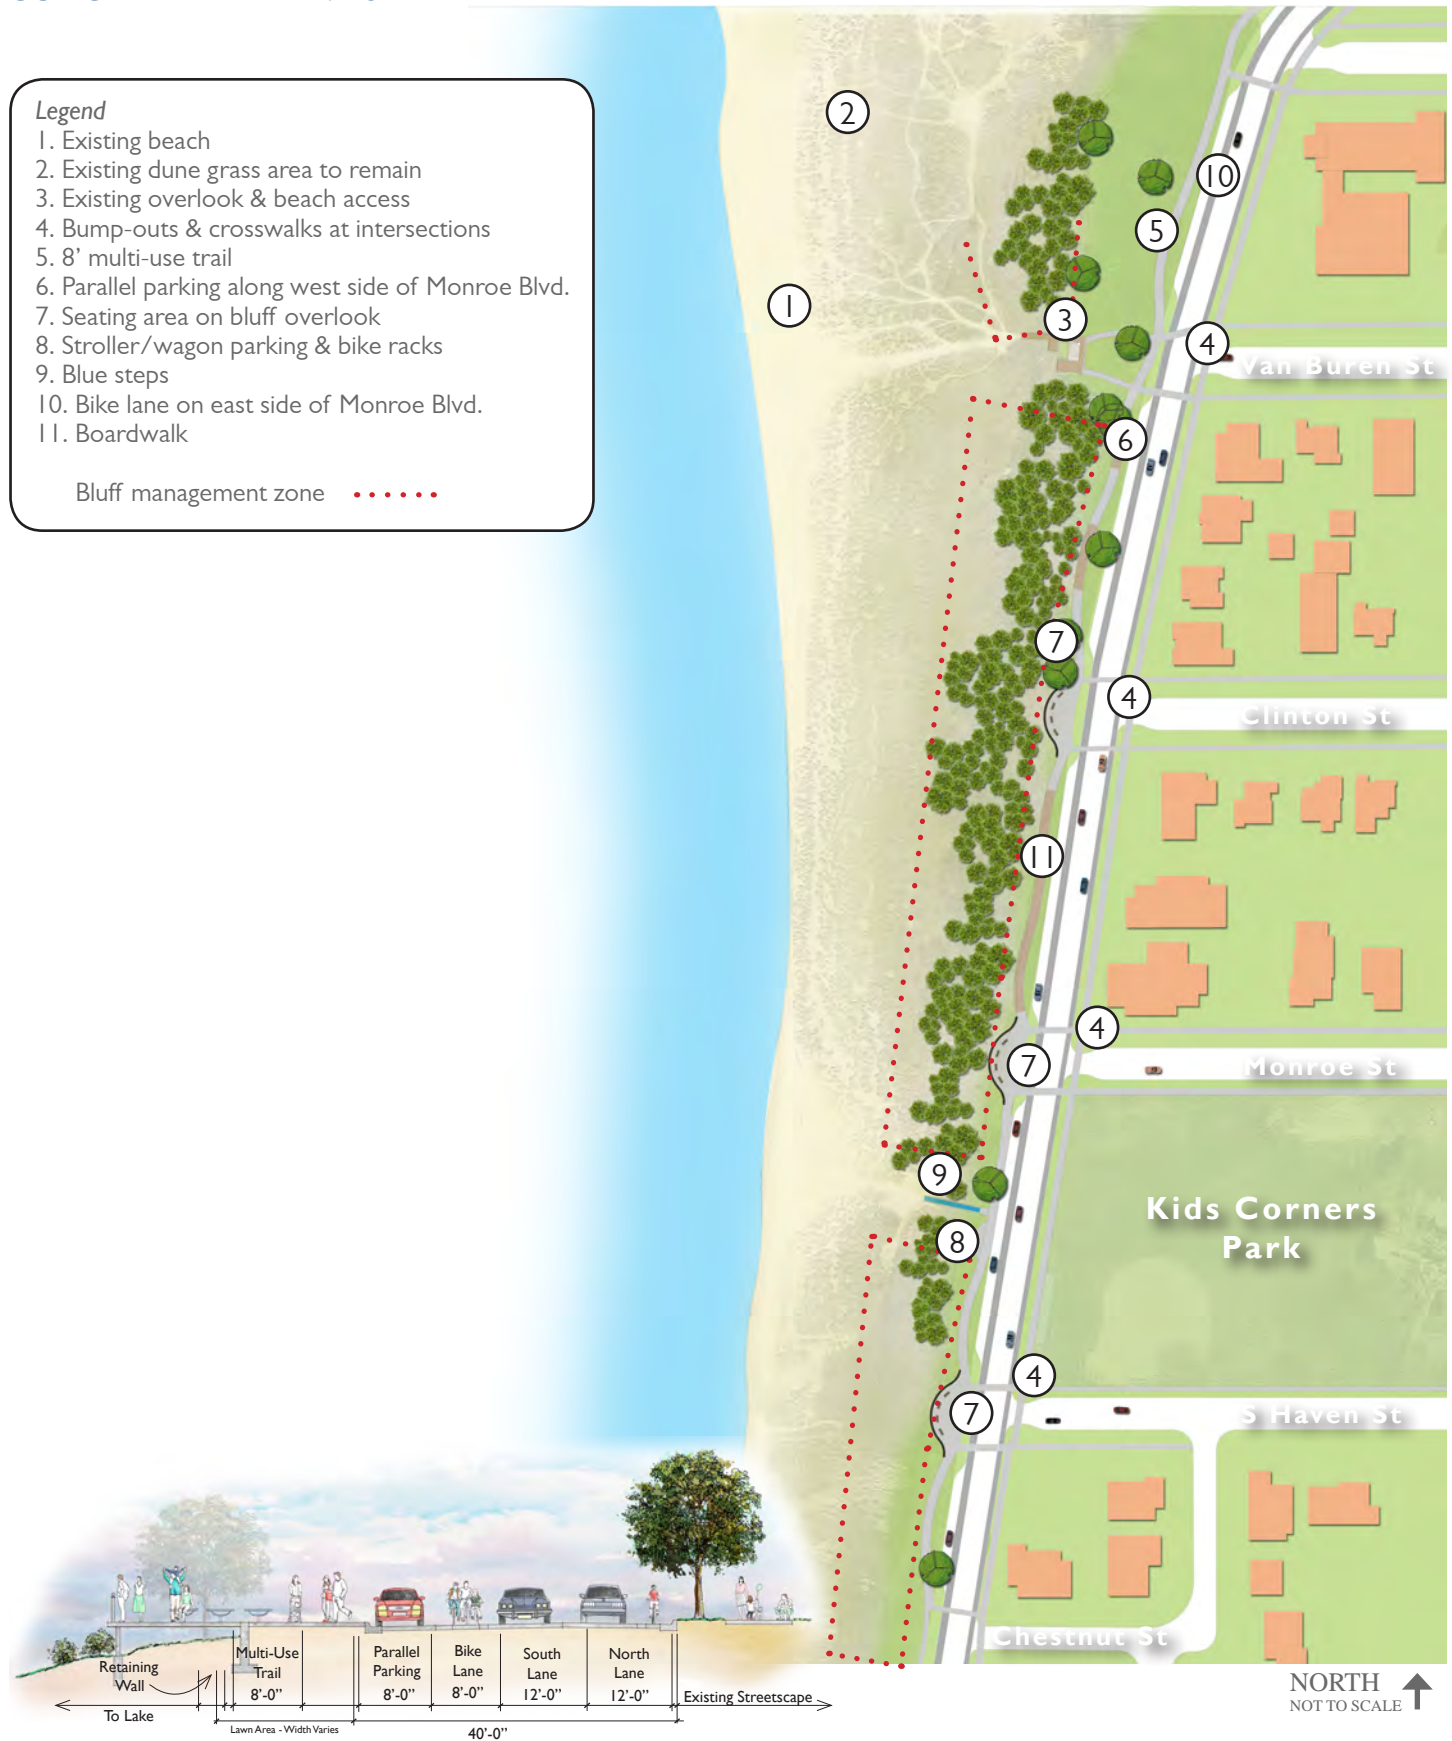 Legend
1. Existing beach
2. Existing dune grass area to remain
3. Existing overlook & beach access
4. Bump-outs & crosswalks at intersections
5. 8’ multi-use trail
6. Parallel parking along west side of Monroe Blvd.
7. Seating area on bluff overlook
8. Stroller/wagon parking & bike racks
9. Blue steps
10. Bike lane on east side of Monroe Blvd.
11. Boardwalk
Bluff management zone
2
10
5
1
3
4
Van Buren St
6
7
4
Clinton St
11
4
7
Monroe St
9
Kids Corners
Park
8
4
7
S Haven St
Chestnut St
Retaining
Wall
Multi-Use
Trail
8’-0”
Parallel
Parking
8’-0”
Bike
Lane
8’-0”
South
Lane
12’-0”
North
Lane
12’-0”
Existing Streetscape
To Lake
Lawn Area - Width Varies
40’-0”
NORTH
NOT TO SCALE